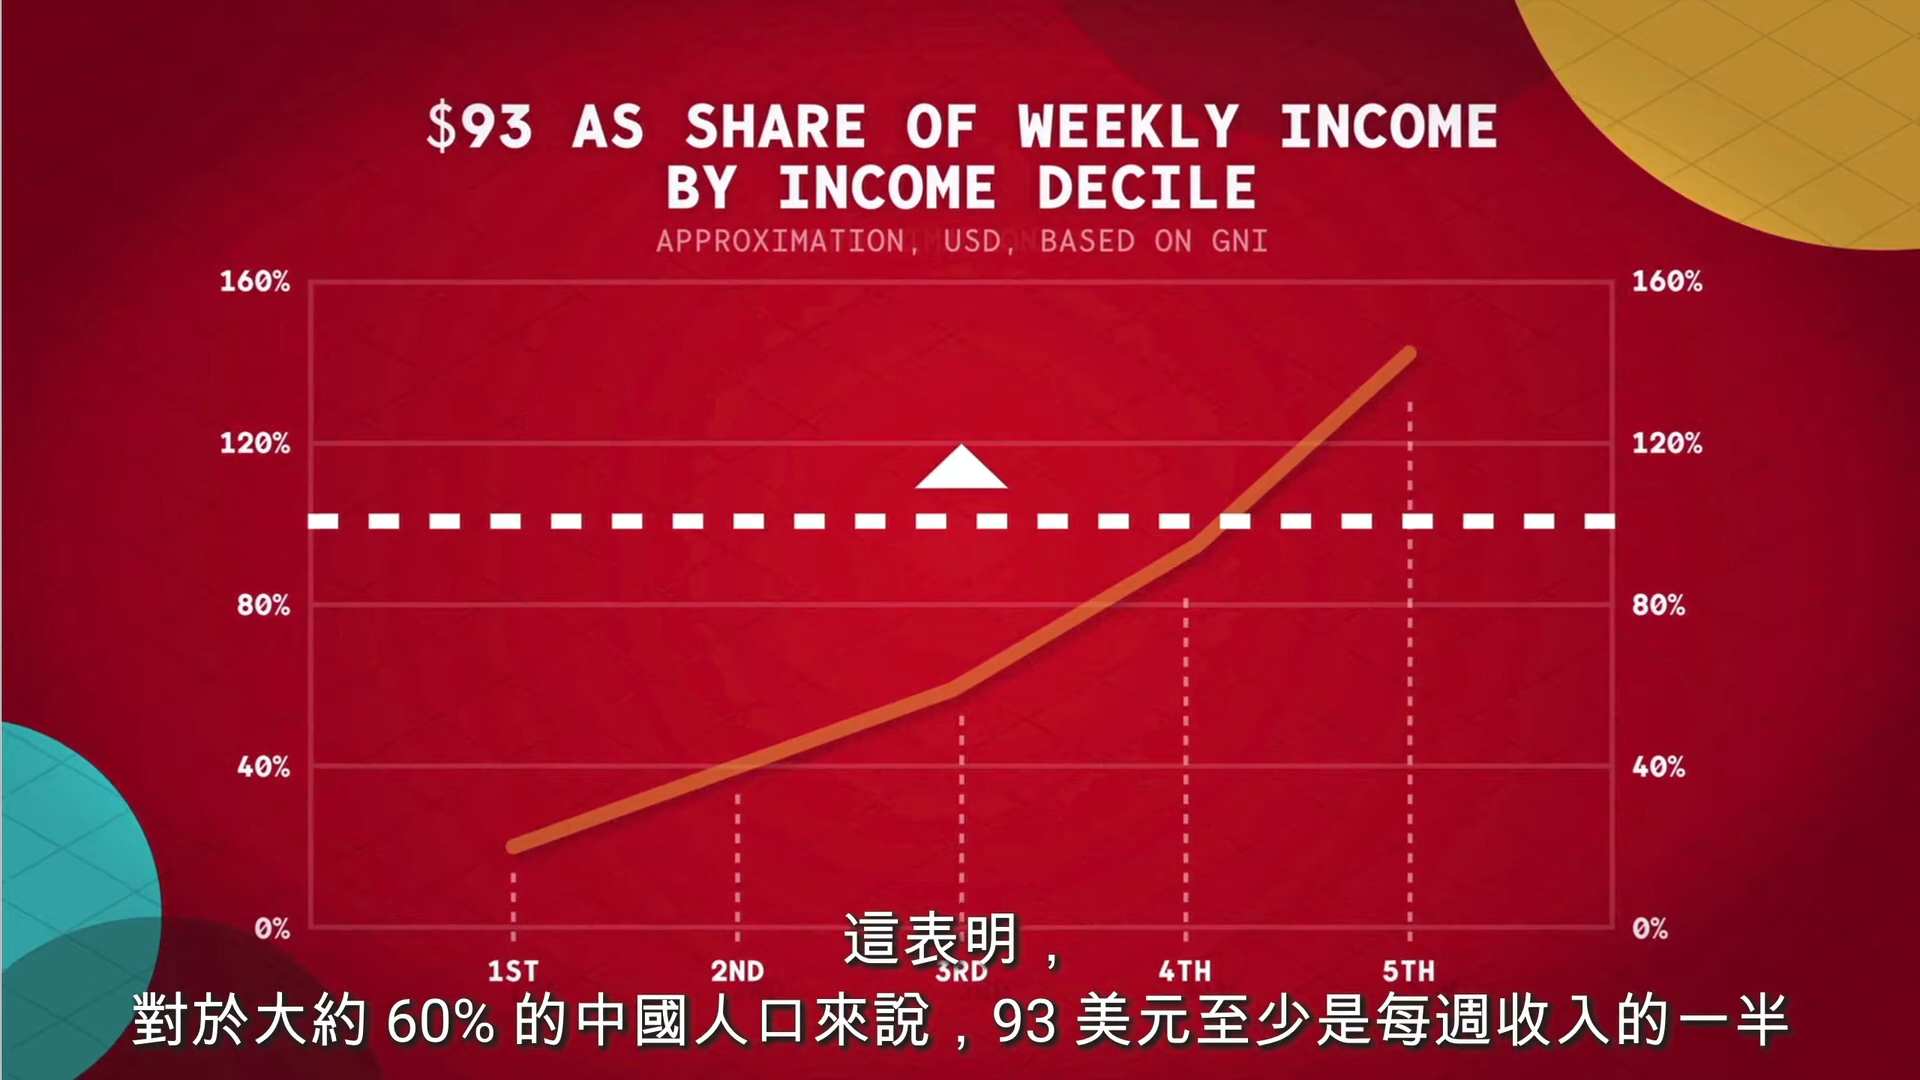 $93 AS SHARE OF WEEKLY INCOME
BY INCOME DECILE
APPROXIMATION, USD, BASED ON GNI
160% 160%
120% 120%
80% 80%
40% 40%
0% 0%
1ST 2ND 3RD 4TH 5TH
這表明，
對於大約 60% 的中國人口來說，93 美元至少是每週收入的一半